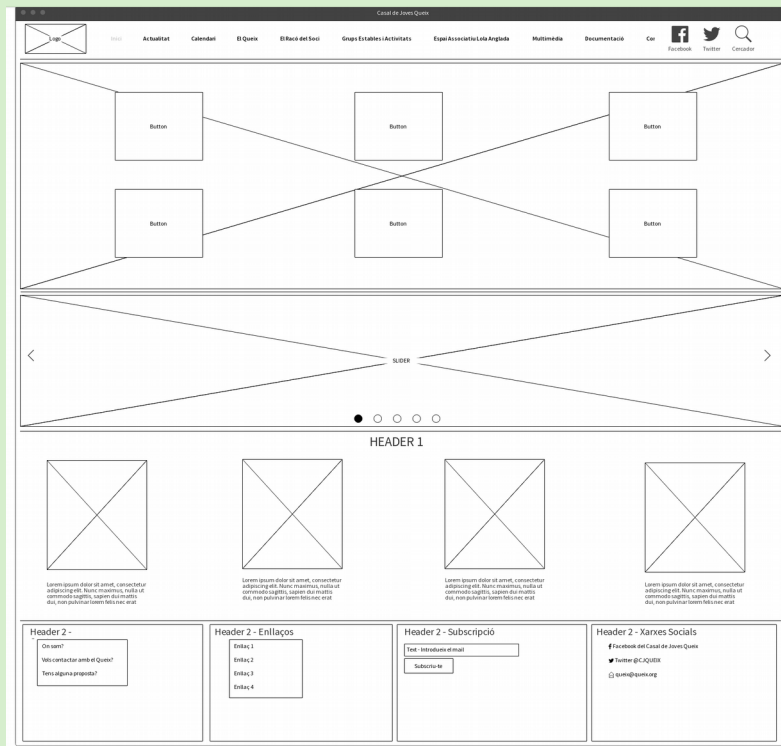 Casal de Joves Queix
Logo
Inici
Actualitat
Calendari
El Queix
El Racó del Soci
Grups Estables i Activitats
Espai Associatiu Lola Anglada
Multimèdia
Documentació
Cor
Facebook
Twitter
Cercador
Button
Button
Button
Button
Button
Button
SLIDER
HEADER 1
Lorem ipsum dolor sit amet, consectetur
adipiscing elit. Nunc maximus, nulla ut
commodo sagittis, sapien dui mattis
dui, non pulvinar lorem felis nec erat
Lorem ipsum dolor sit amet, consectetur
adipiscing elit. Nunc maximus, nulla ut
commodo sagittis, sapien dui mattis
dui, non pulvinar lorem felis nec erat
Lorem ipsum dolor sit amet, consectetur
adipiscing elit. Nunc maximus, nulla ut
commodo sagittis, sapien dui mattis
dui, non pulvinar lorem felis nec erat
Lorem ipsum dolor sit amet, consectetur
adipiscing elit. Nunc maximus, nulla ut
commodo sagittis, sapien dui mattis
dui, non pulvinar lorem felis nec erat
Header 2 -
On som?
Vols contactar amb el Queix?
Tens alguna proposta?
Header 2 - Enllaços
Enllaç 1
Enllaç 2
Enllaç 3
Enllaç 4
Header 2 - Subscripció
Text - Introdueix el mail
Subscriu-te
Header 2 - Xarxes Socials
Facebook del Casal de Joves Queix
Twitter @CJQUEIX
queix@queix.org